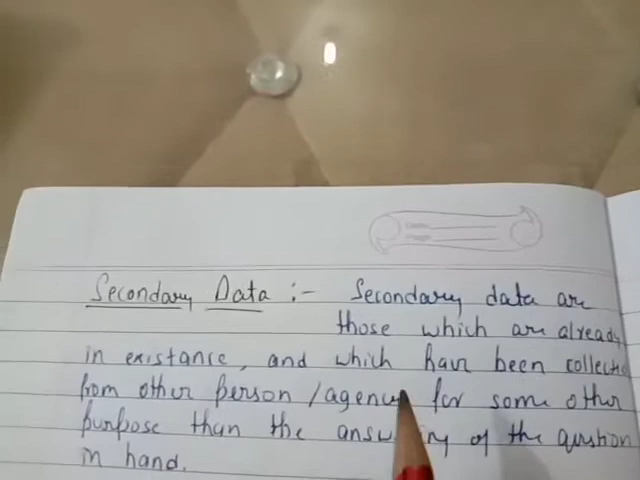 Secondary Data :- Secondary data are
those which are already
in existance, and which have been collected
from other person /agency for some other
purpose than the answering of the question
in hand.